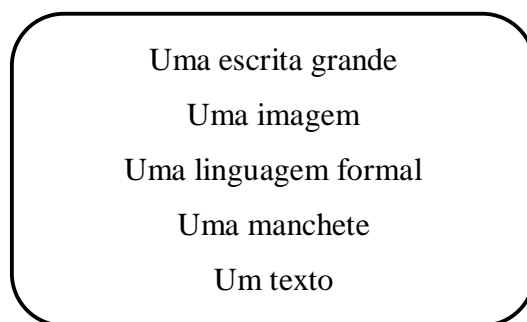 Uma escrita grande
Uma imagem
Uma linguagem formal
Uma manchete
Um texto